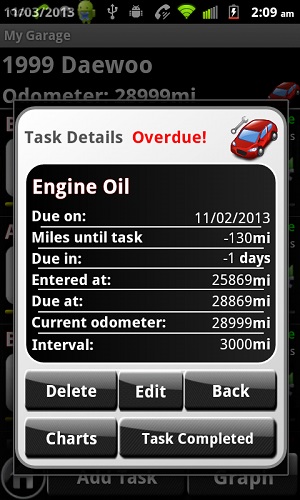 11/03/2013 2:09 AM
My Garage
1999 Daewoo
Odometer: 28999mi
Task Details Overdue!
Engine Oil
Due on: 11/02/2013
Miles until task -130mi
Due in: -1 days
Entered at: 25869mi
Due at: 28869mi
Current odometer: 28999mi
Interval: 3000mi
Delete Edit Back
Charts Task Completed
Add Task Graph